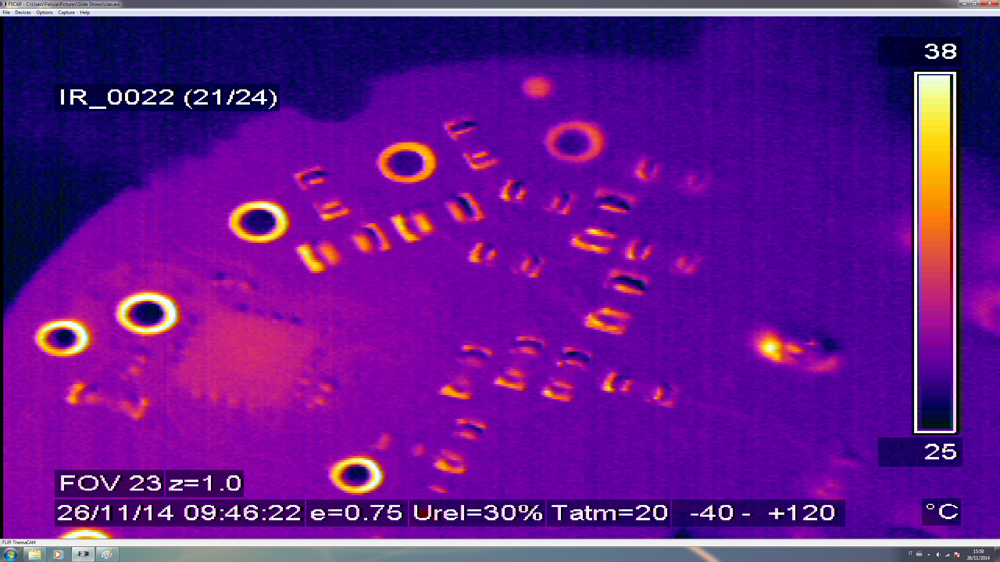 FSCAP - C:\Users\Felicia\Pictures\Slide Shows\ciao.avi
File Devices Options Capture Help
38
IR_0022 (21/24)
25
FOV 23 z=1.0
26/11/14 09:46:22 e=0.75 Urel=30% Tatm=20 -40 - +120 °C
FLIR ThermaCAM
IT
15:50
26/11/2014